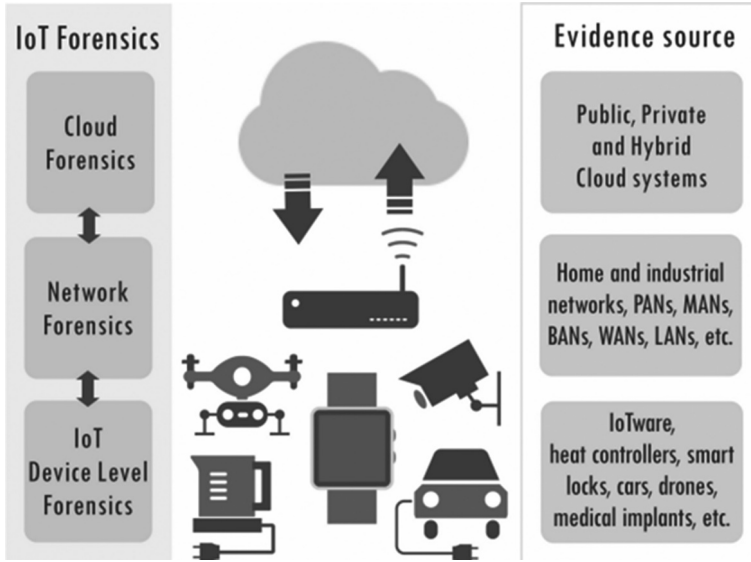 IoT Forensics
Cloud
Forensics
Network
Forensics
IoT
Device Level
Forensics
Evidence source
Public, Private
and Hybrid
Cloud systems
Home and industrial
networks, PANs, MANs,
BANs, WANs, LANs, etc.
IoTware,
heat controllers, smart
locks, cars, drones,
medical implants, etc.